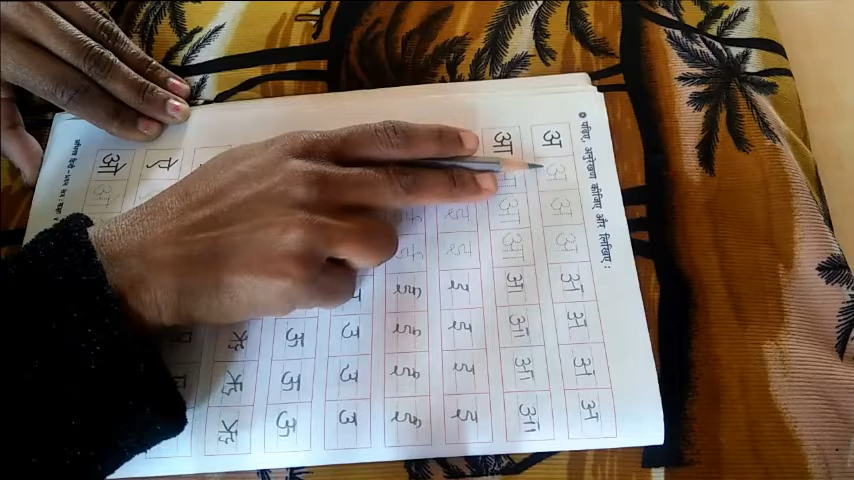 ● पढ़िए, अनुरेखण कीजिए और लिखिए:
अ अ अ अ अ अ अ अ
आ आ आ आ आ आ आ आ
इ इ इ इ इ इ
ई ई ई ई ई
उ उ उ
ऊ ऊ ऊ
ऋ ऋ ऋ
ए